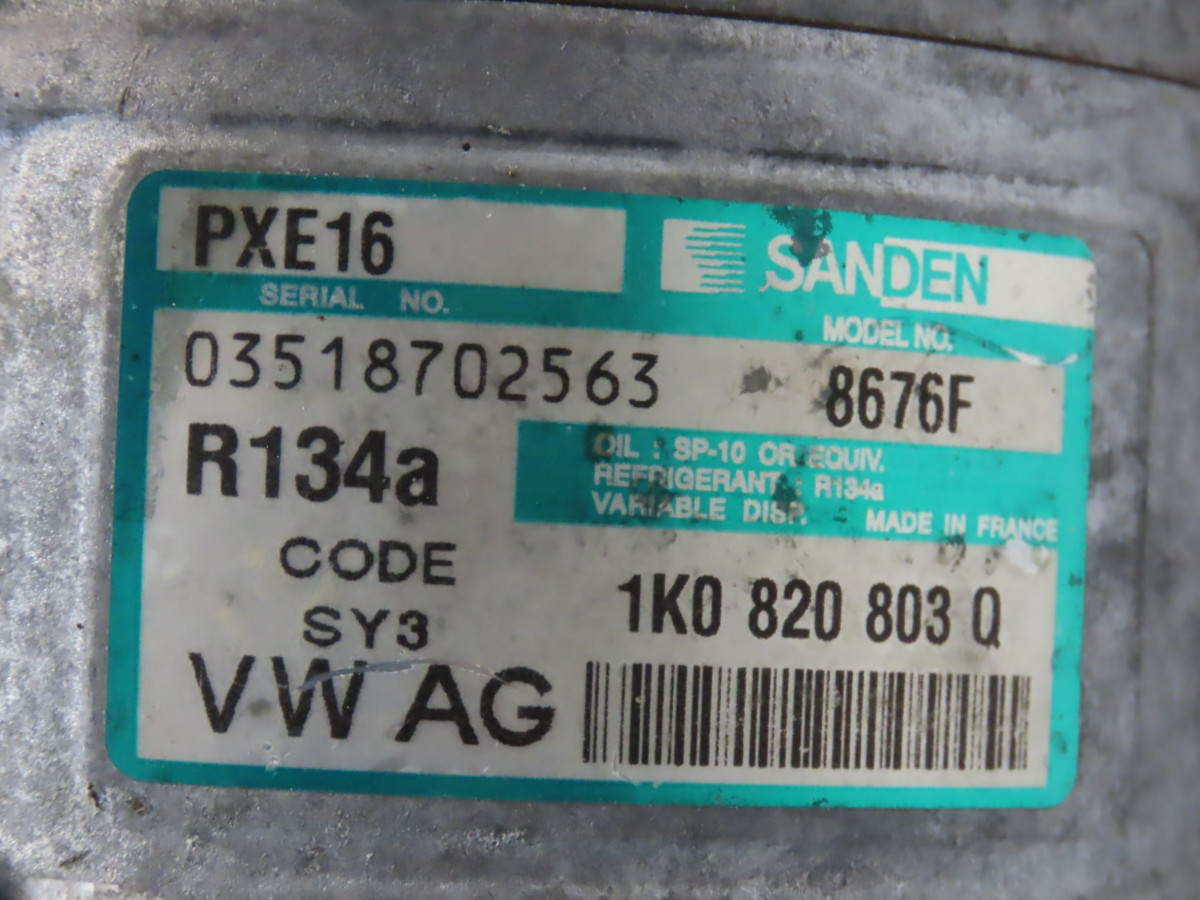 PXE16
SANDEN
SERIAL NO.
MODEL NO.
03518702563
8676F
R134a
OIL : SP-10 OR EQUIV.
REFRIGERANT : R134a
VARIABLE DISP.
MADE IN FRANCE
CODE
SY3
1K0 820 803 Q
VW AG